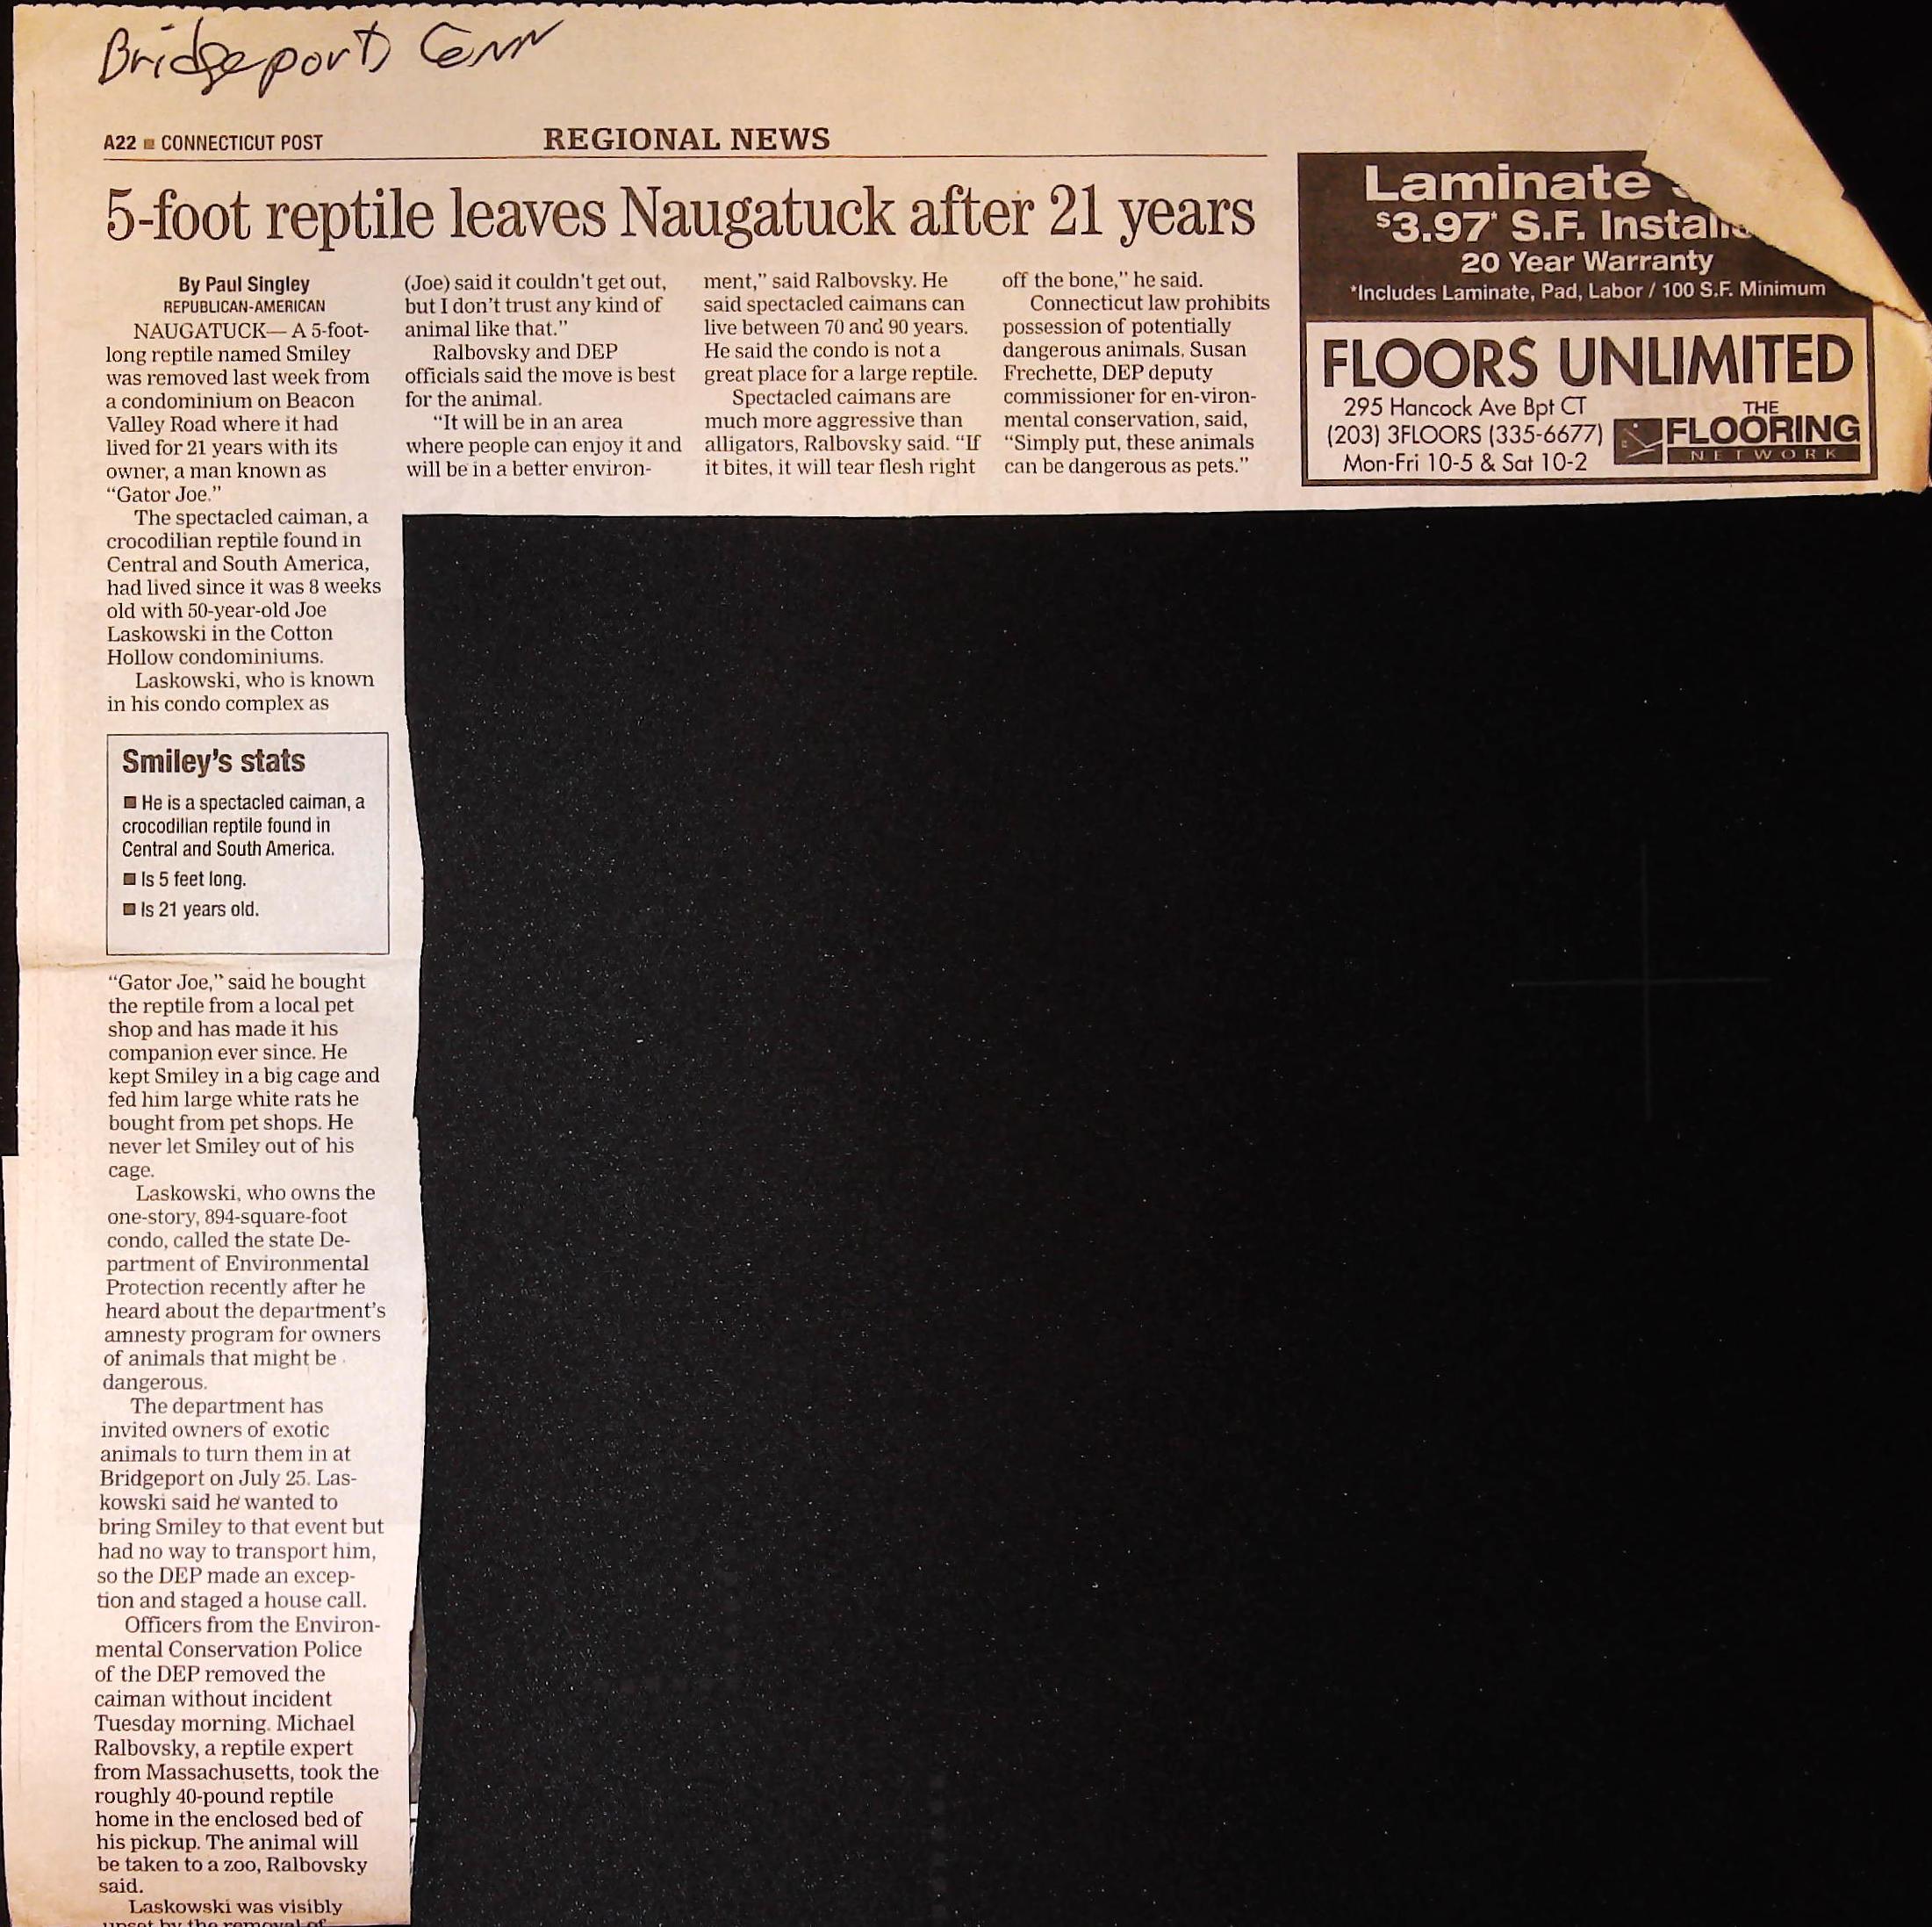 Bridgeport, Conn
A22 ■ CONNECTICUT POST
REGIONAL NEWS
5-foot reptile leaves Naugatuck after 21 years
By Paul Singley
REPUBLICAN-AMERICAN
NAUGATUCK— A 5-foot-
long reptile named Smiley
was removed last week from
a condominium on Beacon
Valley Road where it had
lived for 21 years with its
owner, a man known as
“Gator Joe.”
The spectacled caiman, a
crocodilian reptile found in
Central and South America,
had lived since it was 8 weeks
old with 50-year-old Joe
Laskowski in the Cotton
Hollow condominiums.
Laskowski, who is known
in his condo complex as
Smiley’s stats
■ He is a spectacled caiman, a
crocodilian reptile found in
Central and South America.
■ Is 5 feet long.
■ Is 21 years old.
“Gator Joe,” said he bought
the reptile from a local pet
shop and has made it his
companion ever since. He
kept Smiley in a big cage and
fed him large white rats he
bought from pet shops. He
never let Smiley out of his
cage.
Laskowski, who owns the
one-story, 894-square-foot
condo, called the state De-
partment of Environmental
Protection recently after he
heard about the department’s
amnesty program for owners
of animals that might be
dangerous.
The department has
invited owners of exotic
animals to turn them in at
Bridgeport on July 25. Las-
kowski said he wanted to
bring Smiley to that event but
had no way to transport him,
so the DEP made an excep-
tion and staged a house call.
Officers from the Environ-
mental Conservation Police
of the DEP removed the
caiman without incident
Tuesday morning. Michael
Ralbovsky, a reptile expert
from Massachusetts, took the
roughly 40-pound reptile
home in the enclosed bed of
his pickup. The animal will
be taken to a zoo, Ralbovsky
said.
Laskowski was visibly
upset by the removal of
(Joe) said it couldn’t get out,
but I don’t trust any kind of
animal like that.”
Ralbovsky and DEP
officials said the move is best
for the animal.
“It will be in an area
where people can enjoy it and
will be in a better environ-
ment,” said Ralbovsky. He
said spectacled caimans can
live between 70 and 90 years.
He said the condo is not a
great place for a large reptile.
Spectacled caimans are
much more aggressive than
alligators, Ralbovsky said. “If
it bites, it will tear flesh right
off the bone,” he said.
Connecticut law prohibits
possession of potentially
dangerous animals. Susan
Frechette, DEP deputy
commissioner for en-viron-
mental conservation, said,
“Simply put, these animals
can be dangerous as pets.”
Laminate
$3.97* S.F.
20 Year Warranty
*Includes Laminate, Pad, Labor / 100 S.F. Minimum
FLOORS UNLIMITED
295 Hancock Ave Bpt CT
(203) 3FLOORS (335-6677)
Mon-Fri 10-5 & Sat 10-2
THE
FLOORING
NETWORK